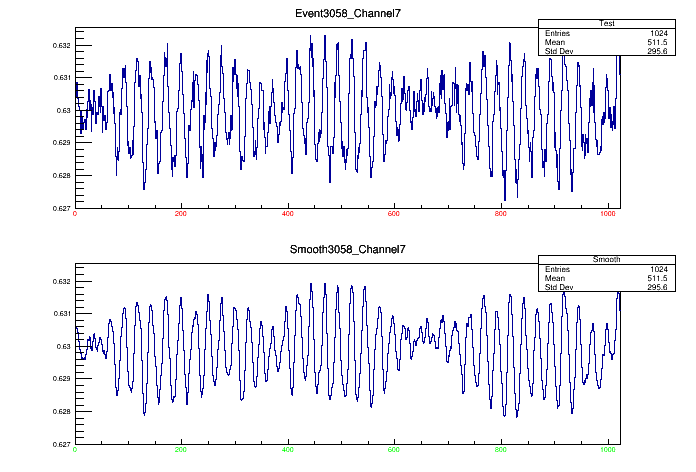 Event3058_Channel7
Test
Entries 1024
Mean 511.5
Std Dev 295.6
0.632
0.631
0.63
0.629
0.628
0.627
0 200 400 600 800 1000
Smooth3058_Channel7
Smooth
Entries 1024
Mean 511.5
Std Dev 295.6
0.632
0.631
0.63
0.629
0.628
0.627
0 200 400 600 800 1000